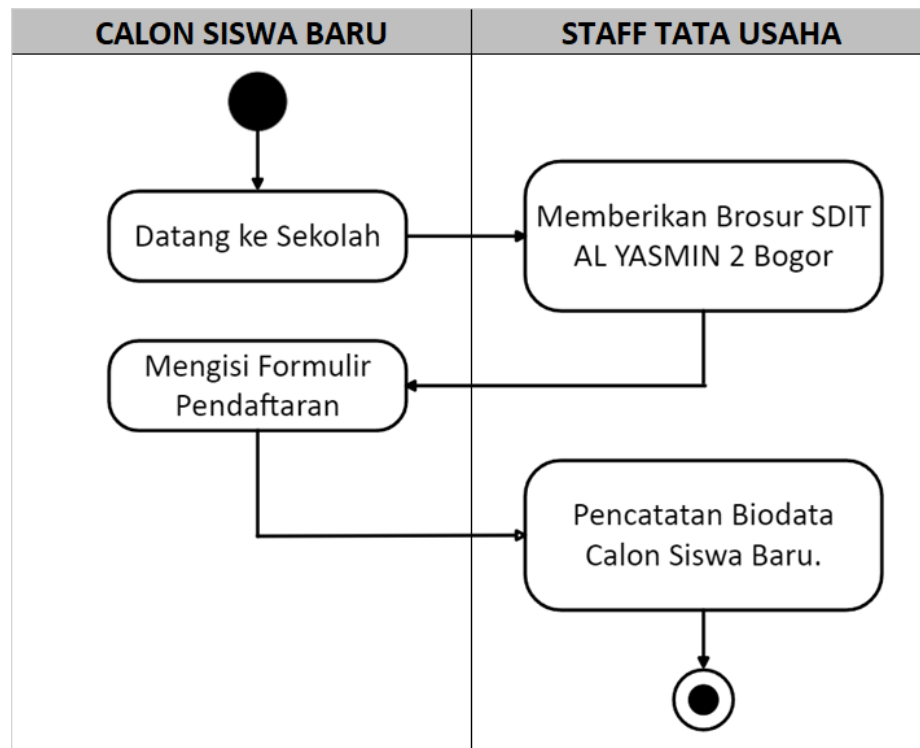 CALON SISWA BARU
STAFF TATA USAHA
Datang ke Sekolah
Memberikan Brosur SDIT
AL YASMIN 2 Bogor
Mengisi Formulir
Pendaftaran
Pencatatan Biodata
Calon Siswa Baru.